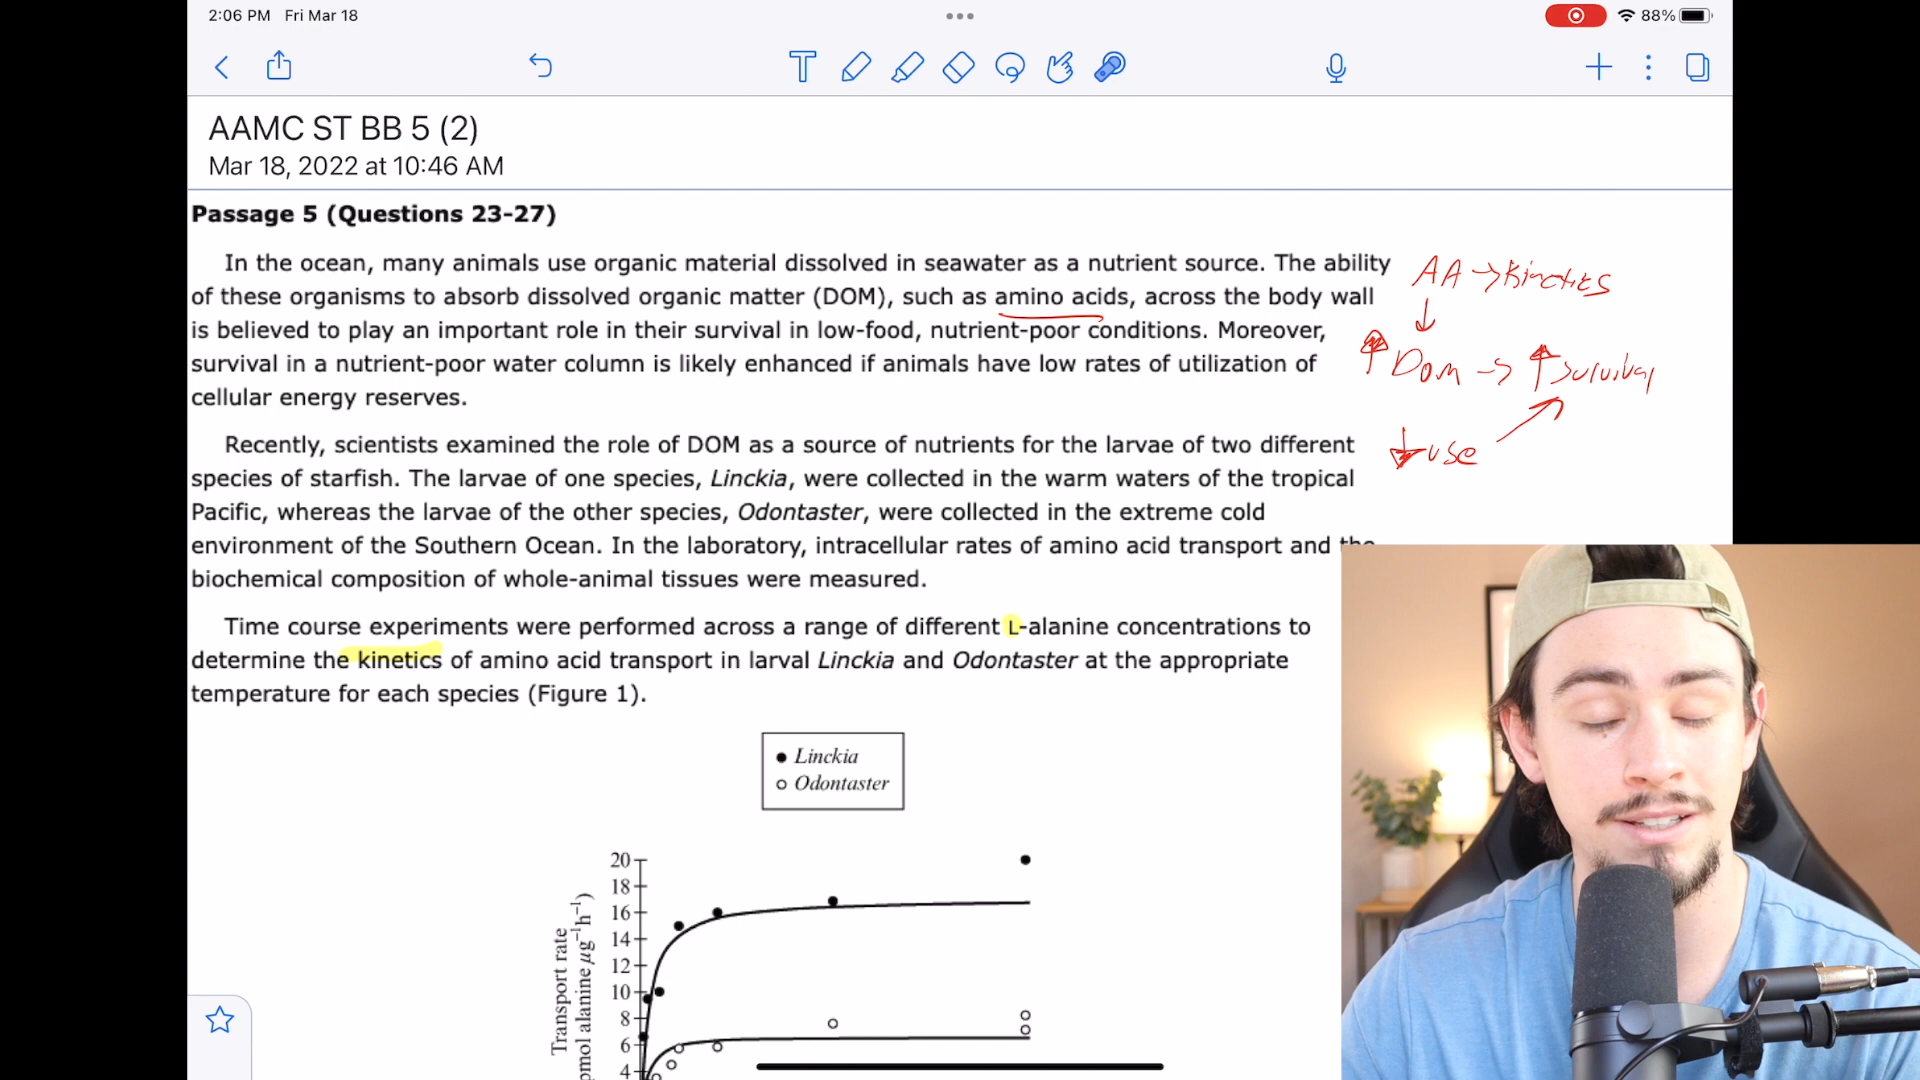 2:06 PM Fri Mar 18
88%
AAMC ST BB 5 (2)
Mar 18, 2022 at 10:46 AM
Passage 5 (Questions 23-27)
In the ocean, many animals use organic material dissolved in seawater as a nutrient source. The ability
of these organisms to absorb dissolved organic matter (DOM), such as amino acids, across the body wall
is believed to play an important role in their survival in low-food, nutrient-poor conditions. Moreover,
survival in a nutrient-poor water column is likely enhanced if animals have low rates of utilization of
cellular energy reserves.
AA → Kinetics
↓
↑ Dom → ↑ Survival
↓ use
Recently, scientists examined the role of DOM as a source of nutrients for the larvae of two different
species of starfish. The larvae of one species, Linckia, were collected in the warm waters of the tropical
Pacific, whereas the larvae of the other species, Odontaster, were collected in the extreme cold
environment of the Southern Ocean. In the laboratory, intracellular rates of amino acid transport and the
biochemical composition of whole-animal tissues were measured.
Time course experiments were performed across a range of different L-alanine concentrations to
determine the kinetics of amino acid transport in larval Linckia and Odontaster at the appropriate
temperature for each species (Figure 1).
Linckia
Odontaster
Transport rate
pmol alanine µg⁻¹h⁻¹)
20
18
16
14
12
10
8
6
4